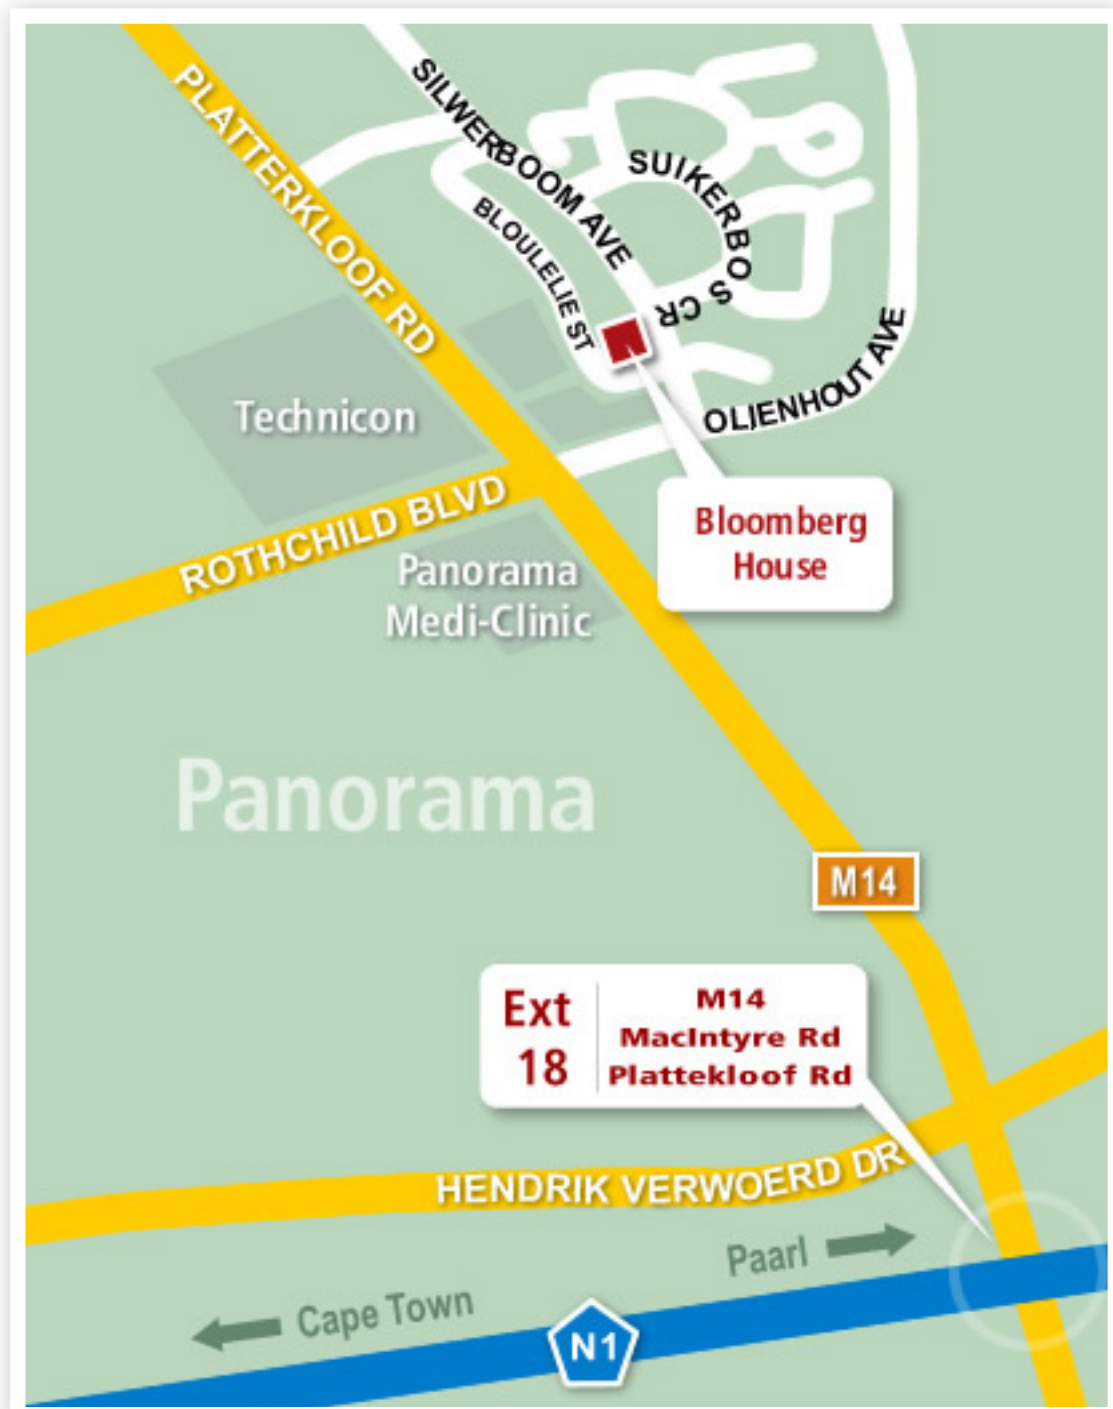 SILWERBOOM AVE
PLATTERKLOOF RD
SUIKERBOS CR
BLOULELIE ST
OLIENHOUT AVE
Technicon
ROTHCHILD BLVD
Bloomberg
House
Panorama
Medi-Clinic
Panorama
M14
Ext
18
M14
MacIntyre Rd
Plattekloof Rd
HENDRIK VERWOERD DR
Paarl
Cape Town
N1